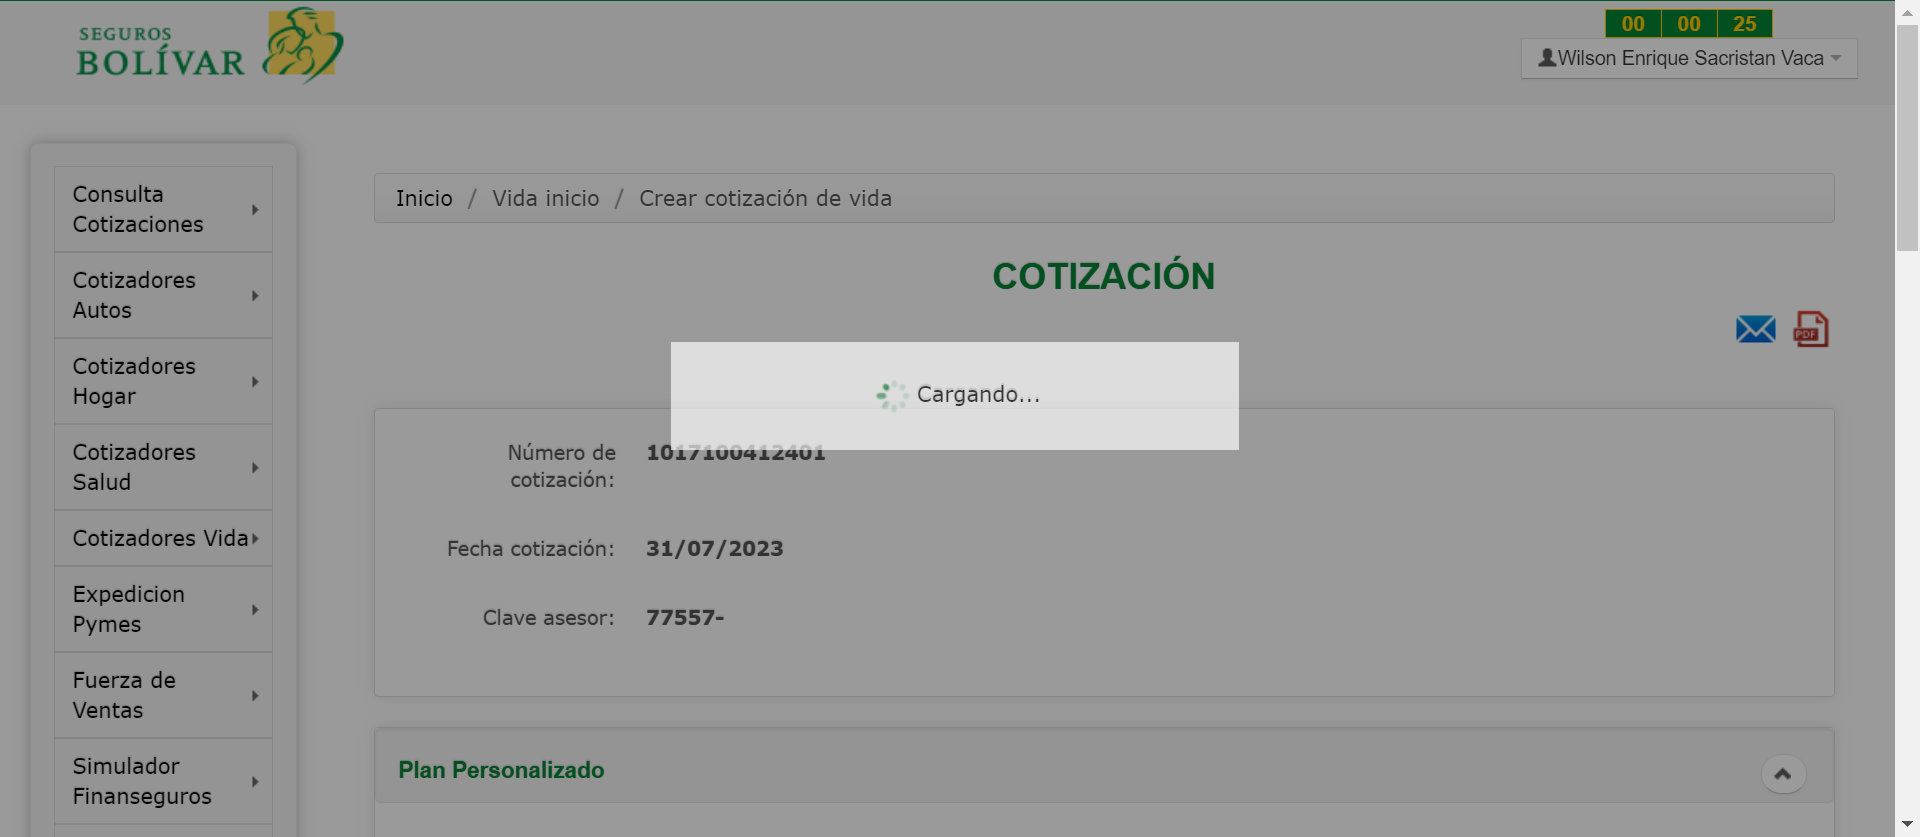 SEGUROS
BOLÍVAR
00 00 25
Wilson Enrique Sacristan Vaca
Consulta
Cotizaciones
Cotizadores
Autos
Cotizadores
Hogar
Cotizadores
Salud
Cotizadores Vida
Expedicion
Pymes
Fuerza de
Ventas
Simulador
Finanseguros
Inicio / Vida inicio / Crear cotización de vida
COTIZACIÓN
PDF
Cargando...
Número de
cotización:
1017100412401
Fecha cotización: 31/07/2023
Clave asesor: 77557-
Plan Personalizado